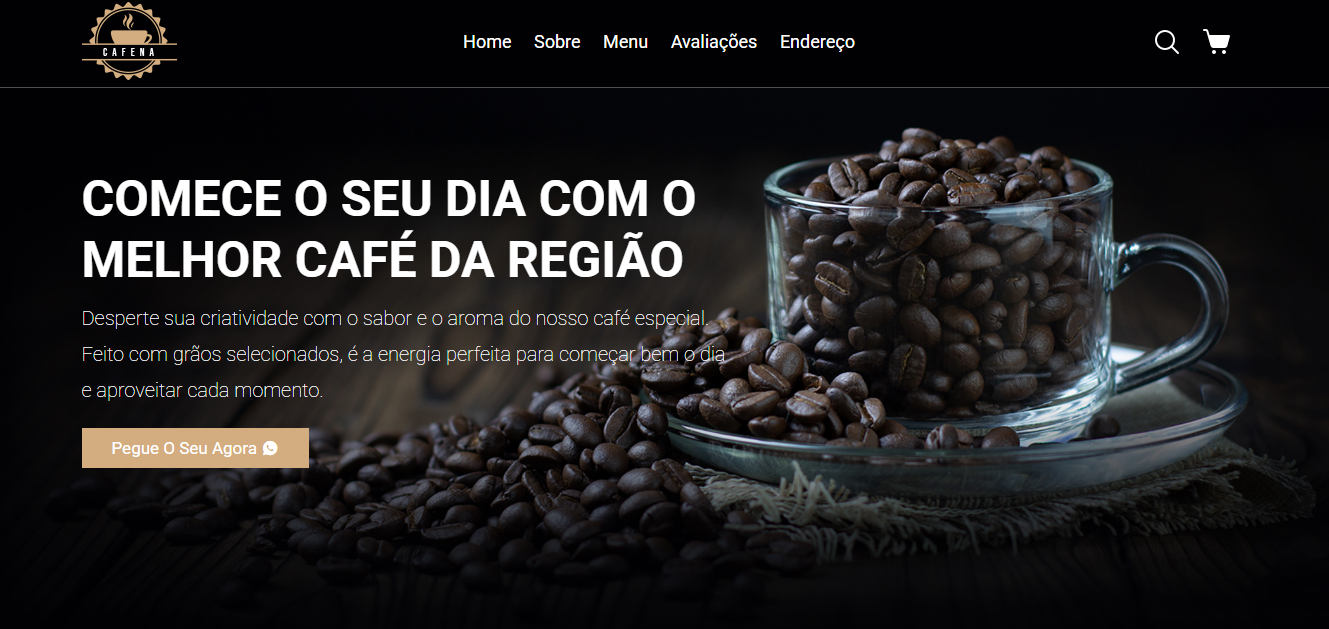 CAFENA
Home Sobre Menu Avaliações Endereço
COMECE O SEU DIA COM O
MELHOR CAFÉ DA REGIÃO
Desperte sua criatividade com o sabor e o aroma do nosso café especial.
Feito com grãos selecionados, é a energia perfeita para começar bem o dia
e aproveitar cada momento.
Pegue O Seu Agora